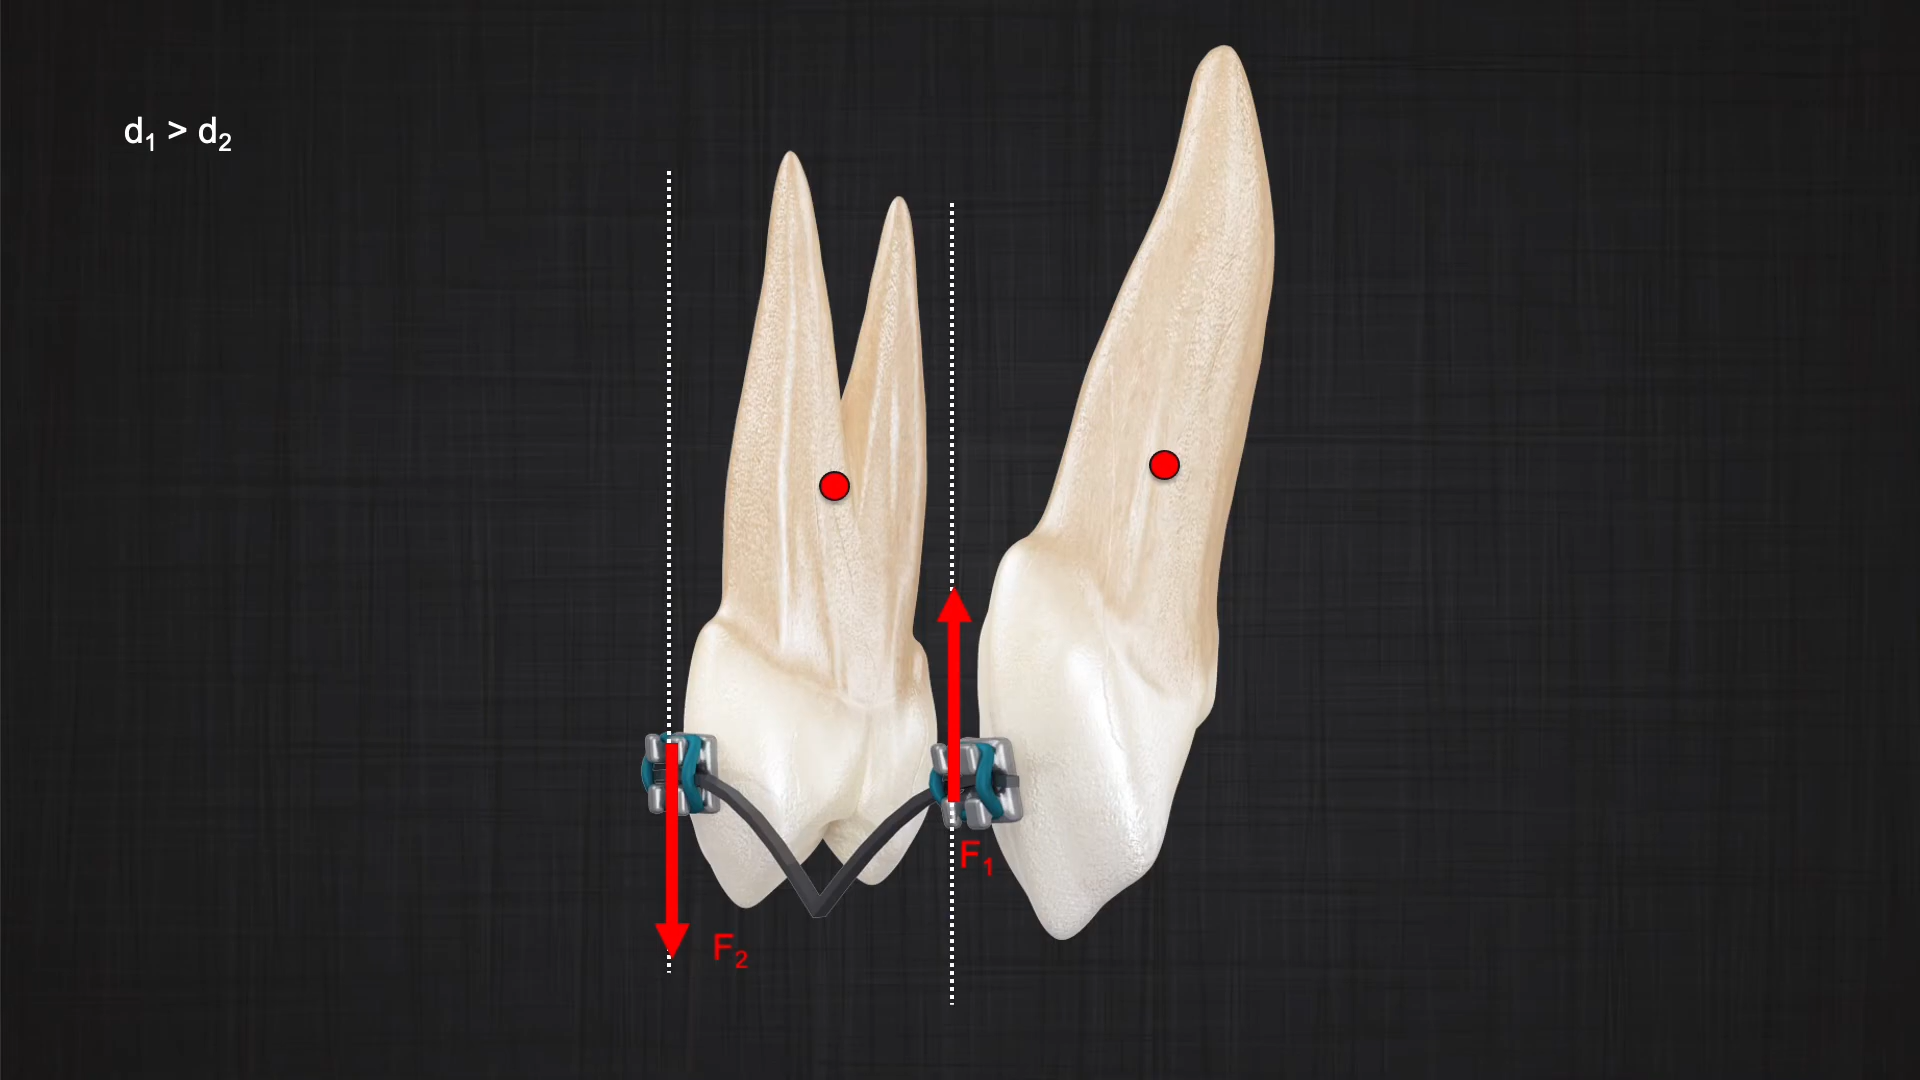 d₁ > d₂
F₁
F₂